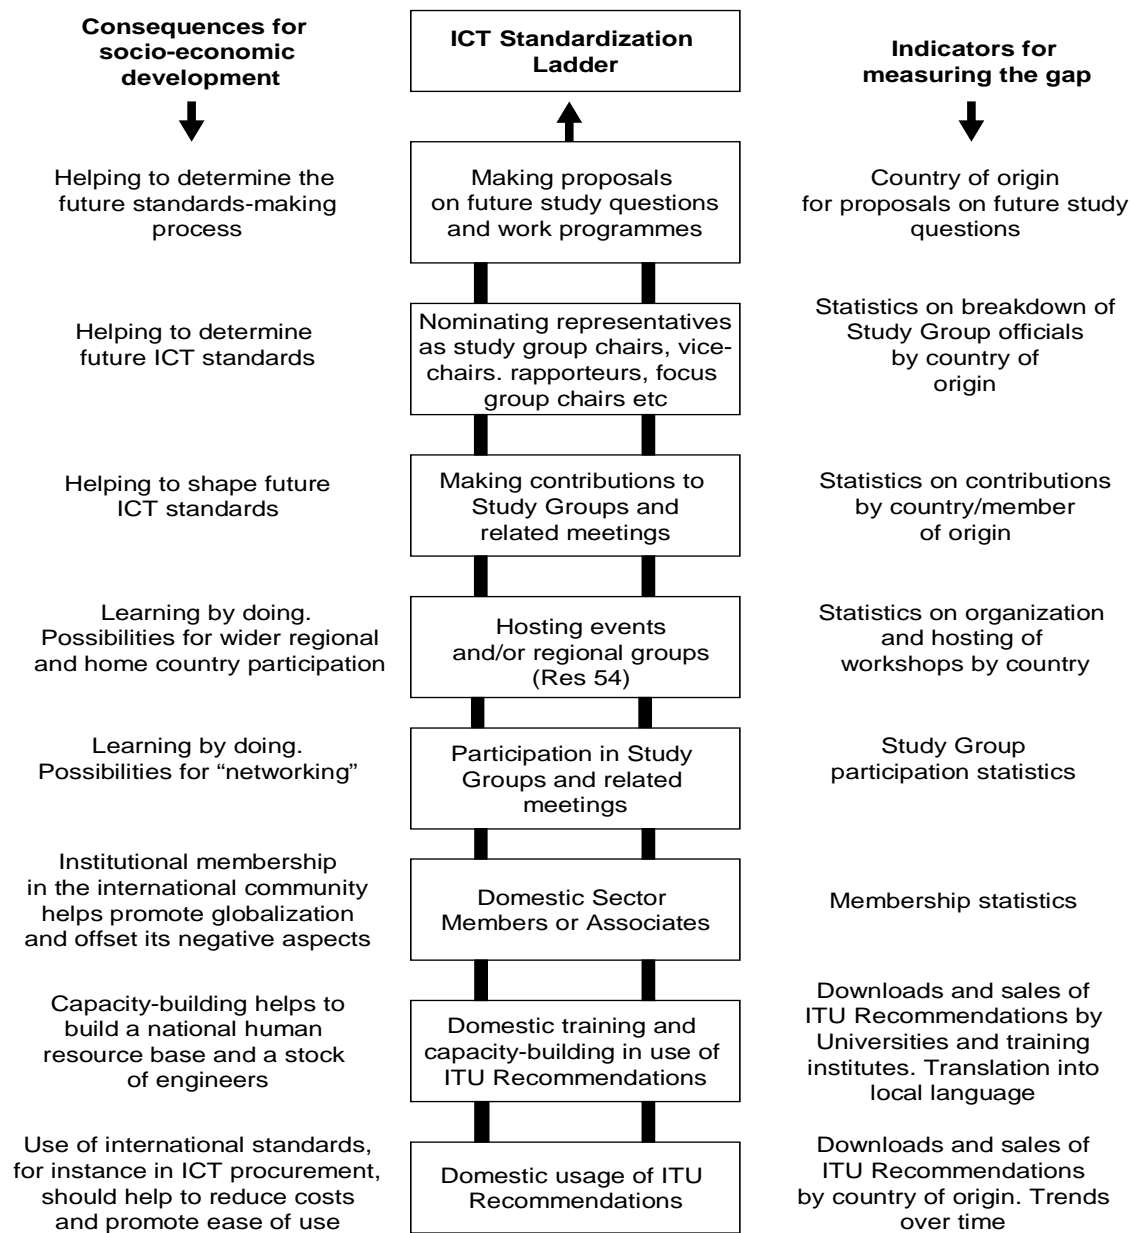 Consequences for
socio-economic
development
ICT Standardization
Ladder
Indicators for
measuring the gap
Helping to determine the
future standards-making
process
Making proposals
on future study questions
and work programmes
Country of origin
for proposals on future study
questions
Helping to determine
future ICT standards
Nominating representatives
as study group chairs, vice-
chairs. rapporteurs, focus
group chairs etc
Statistics on breakdown of
Study Group officials
by country of
origin
Helping to shape future
ICT standards
Making contributions to
Study Groups and
related meetings
Statistics on contributions
by country/member
of origin
Learning by doing.
Possibilities for wider regional
and home country participation
Hosting events
and/or regional groups
(Res 54)
Statistics on organization
and hosting of
workshops by country
Learning by doing.
Possibilities for “networking”
Participation in Study
Groups and related
meetings
Study Group
participation statistics
Institutional membership
in the international community
helps promote globalization
and offset its negative aspects
Domestic Sector
Members or Associates
Membership statistics
Capacity-building helps to
build a national human
resource base and a stock
of engineers
Domestic training and
capacity-building in use of
ITU Recommendations
Downloads and sales of
ITU Recommendations by
Universities and training
institutes. Translation into
local language
Use of international standards,
for instance in ICT procurement,
should help to reduce costs
and promote ease of use
Domestic usage of ITU
Recommendations
Downloads and sales of
ITU Recommendations
by country of origin. Trends
over time